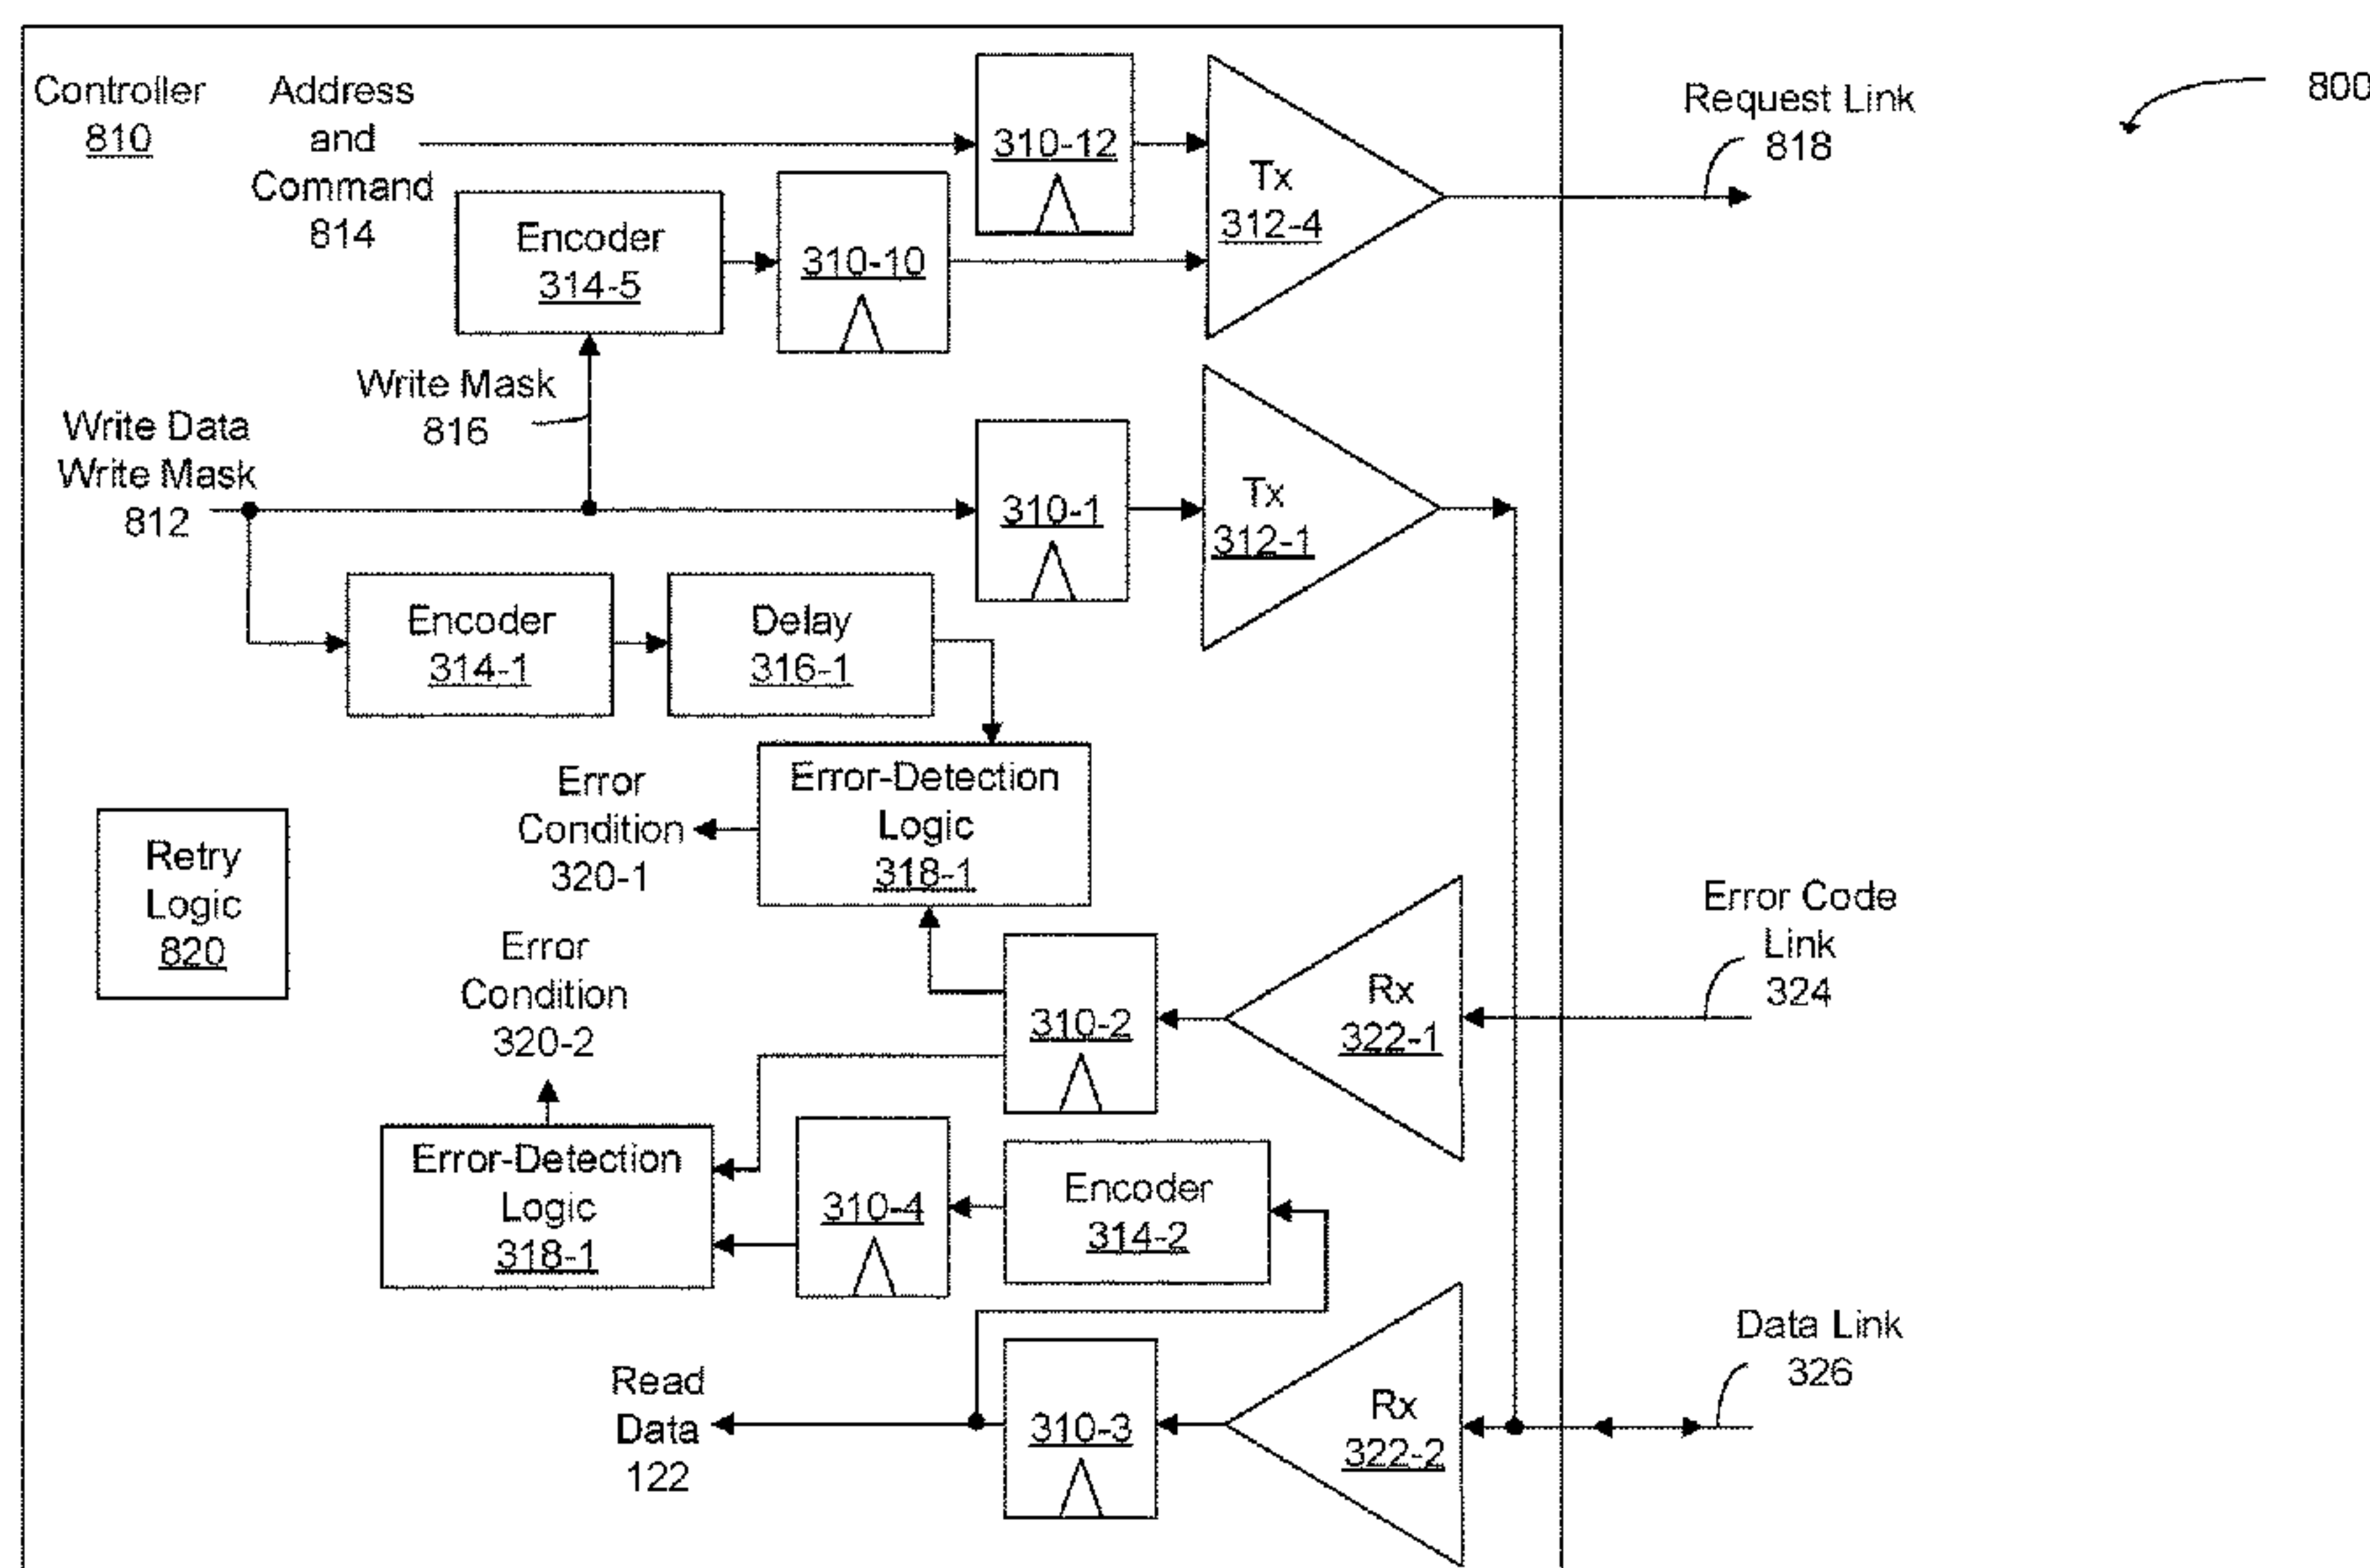 Controller
810
Address
and
Command
814
310-12
Tx
312-4
Request Link
818
800
Encoder
314-5
310-10
Write Mask
816
Write Data
Write Mask
812
310-1
Tx
312-1
Encoder
314-1
Delay
316-1
Error
Condition
320-1
Error-Detection
Logic
318-1
Retry
Logic
820
Error
Condition
320-2
310-2
Rx
322-1
Error Code
Link
324
Error-Detection
Logic
318-1
310-4
Encoder
314-2
Read
Data
122
310-3
Rx
322-2
Data Link
326